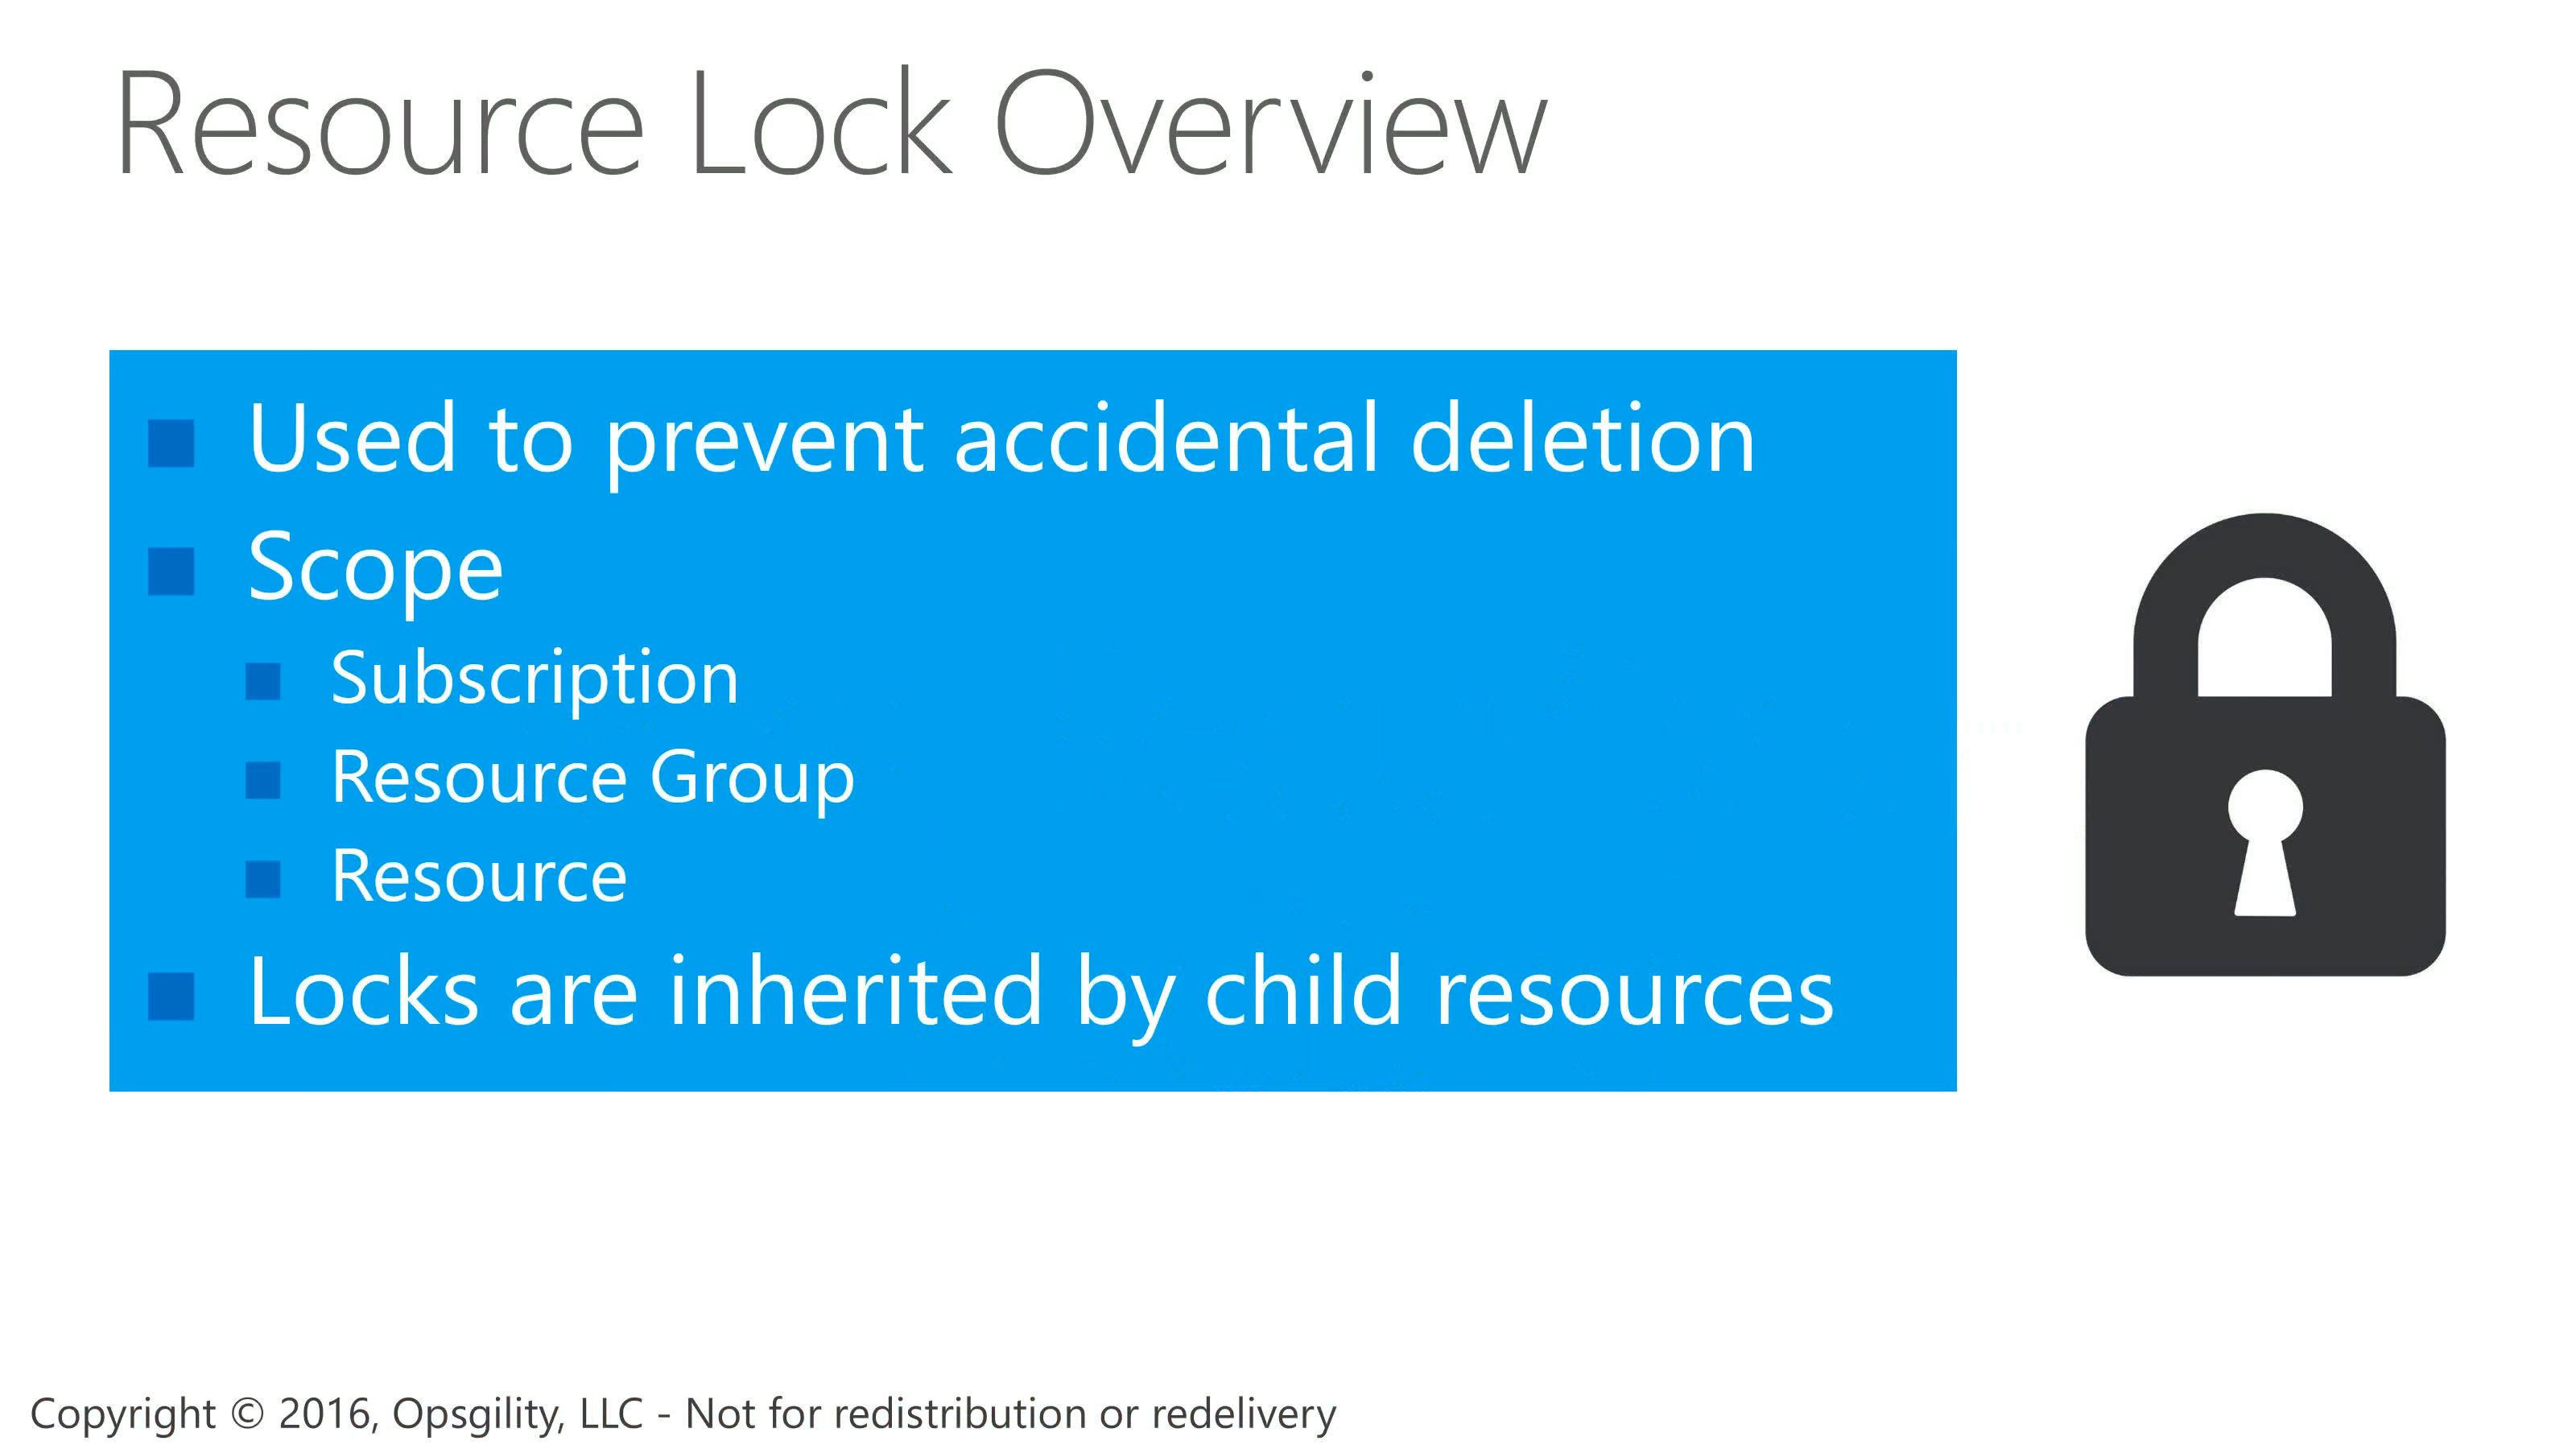 Resource Lock Overview
Used to prevent accidental deletion
Scope
Subscription
Resource Group
Resource
Locks are inherited by child resources
Copyright © 2016, Opsgility, LLC - Not for redistribution or redelivery